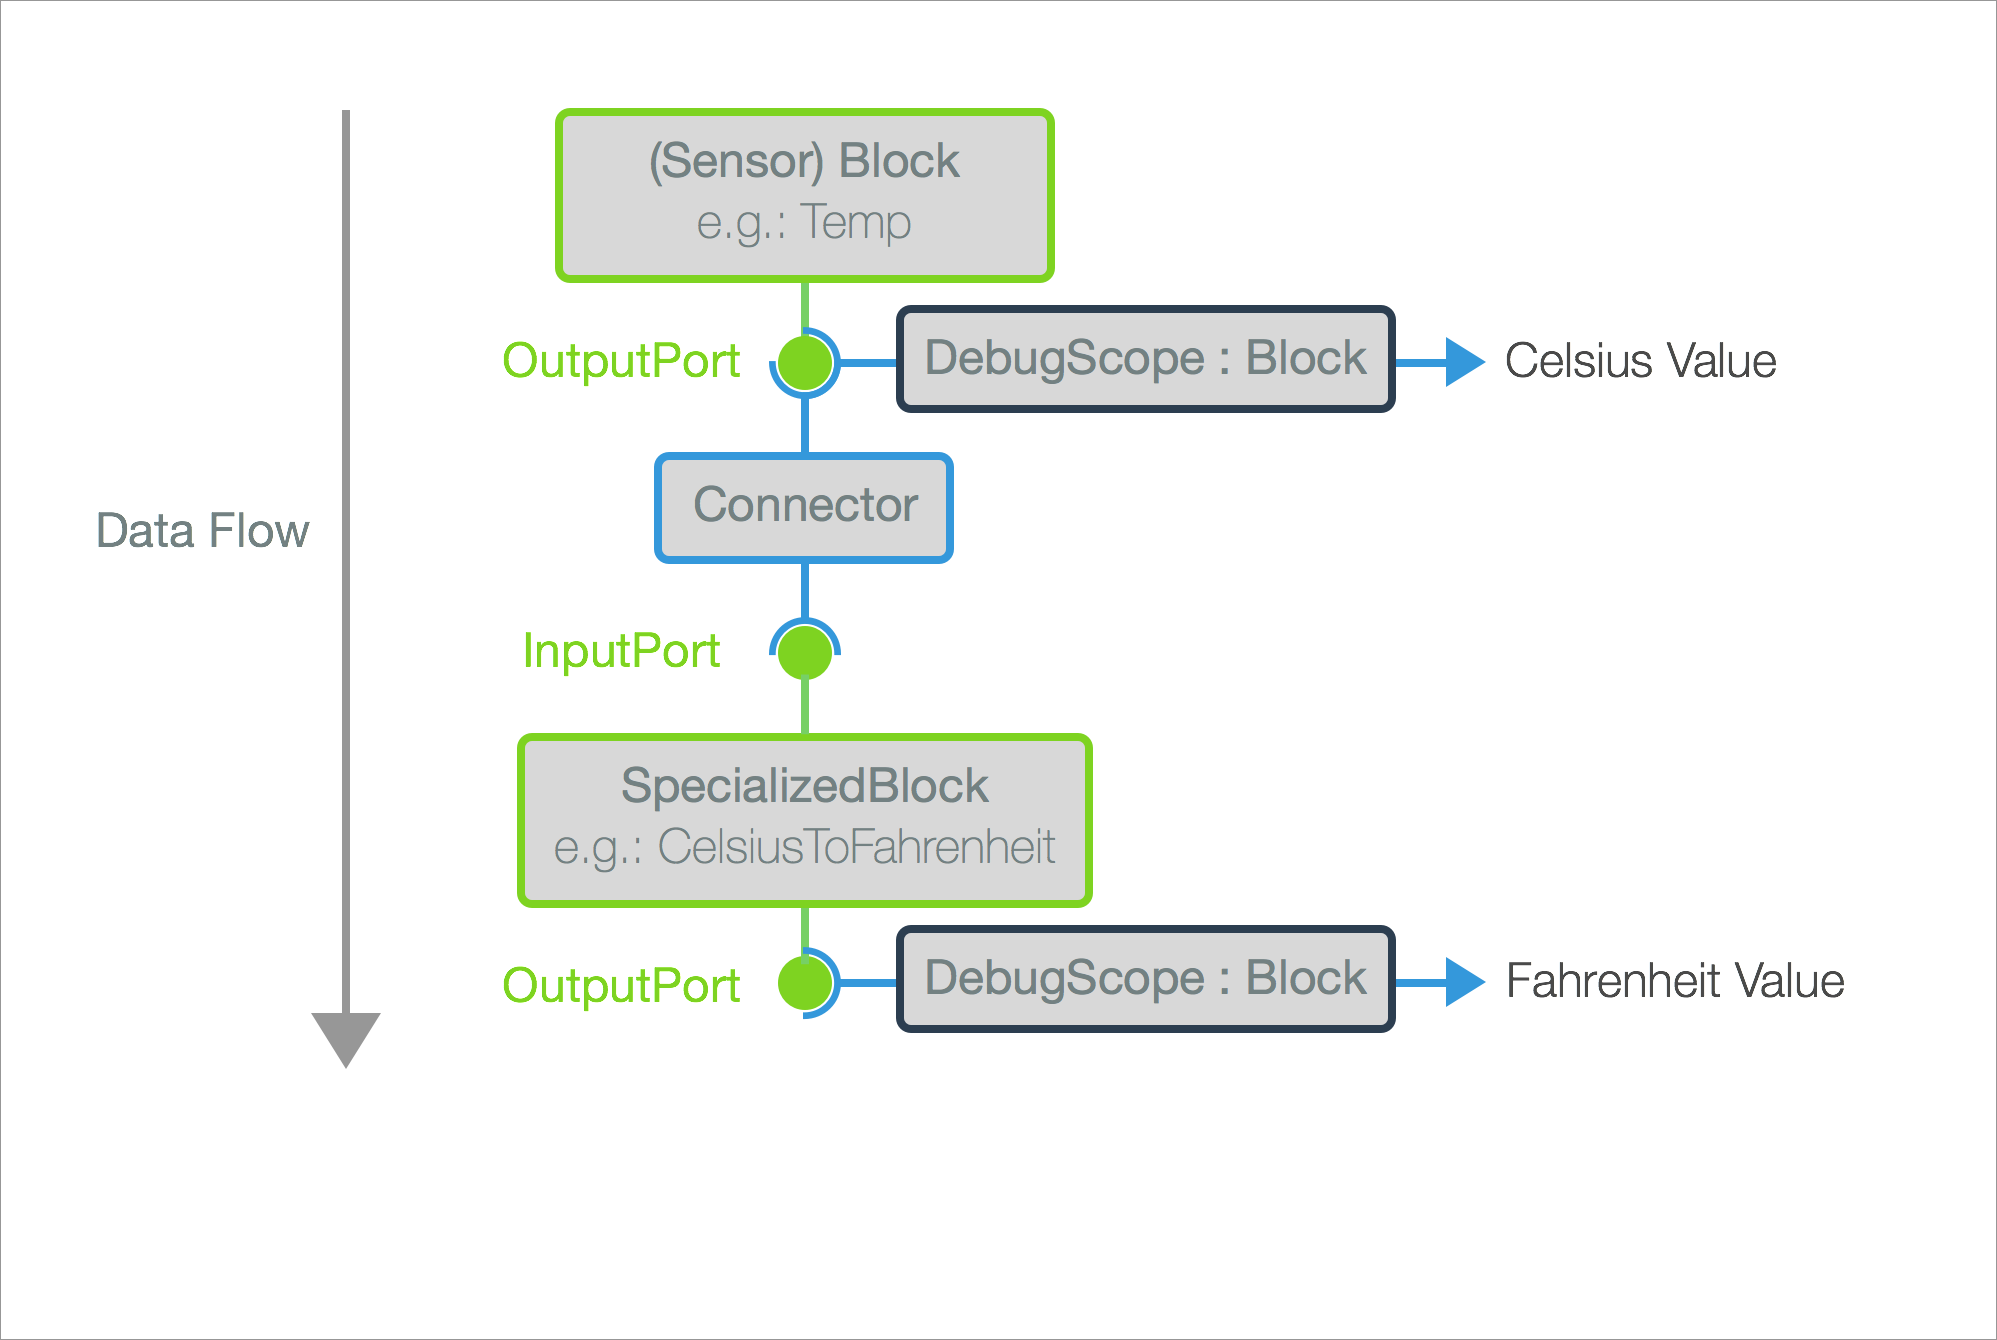 (Sensor) Block
e.g.: Temp
OutputPort
DebugScope : Block
Celsius Value
Connector
Data Flow
InputPort
SpecializedBlock
e.g.: CelsiusToFahrenheit
OutputPort
DebugScope : Block
Fahrenheit Value